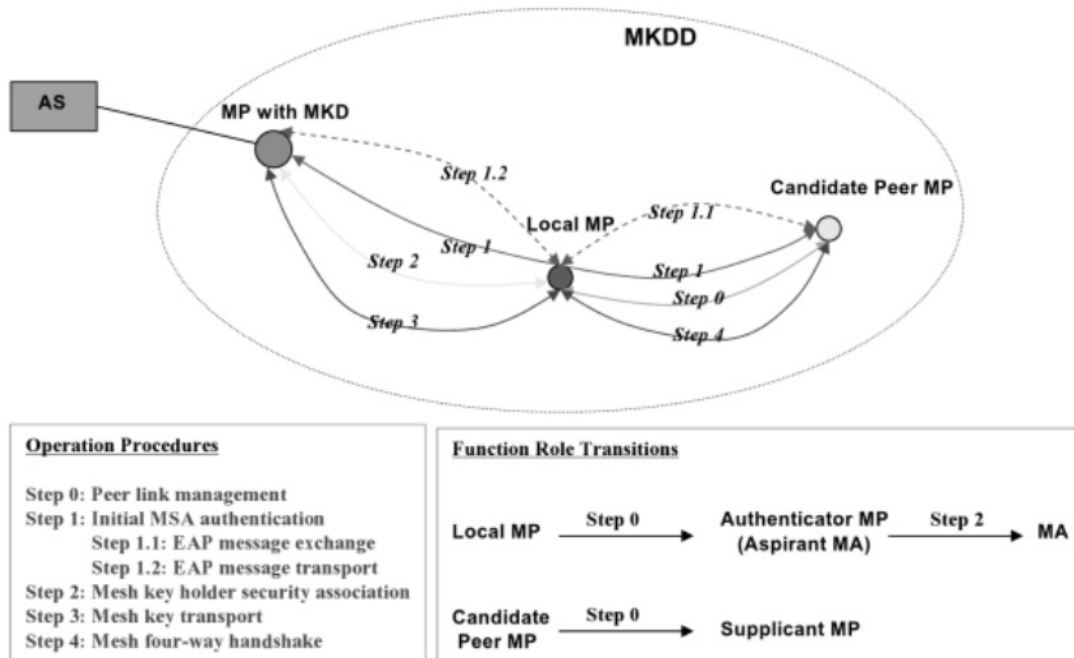 MKDD
AS
MP with MKD
Step 1.2
Candidate Peer MP
Step 1.1
Local MP
Step 1
Step 2
Step 1
Step 0
Step 3
Step 4
Operation Procedures
Step 0: Peer link management
Step 1: Initial MSA authentication
Step 1.1: EAP message exchange
Step 1.2: EAP message transport
Step 2: Mesh key holder security association
Step 3: Mesh key transport
Step 4: Mesh four-way handshake
Function Role Transitions
Local MP Step 0 Authenticator MP Step 2 MA
(Aspirant MA)
Candidate Step 0
Peer MP Supplicant MP